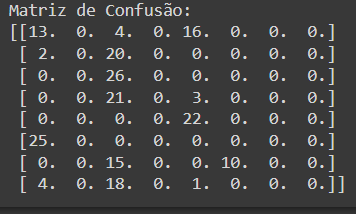 Matriz de Confusão:
[[13. 0. 4. 0. 16. 0. 0. 0.]
[ 2. 0. 20. 0. 0. 0. 0. 0.]
[ 0. 0. 26. 0. 0. 0. 0. 0.]
[ 0. 0. 21. 0. 3. 0. 0. 0.]
[ 0. 0. 0. 0. 22. 0. 0. 0.]
[25. 0. 0. 0. 0. 0. 0. 0.]
[ 0. 0. 15. 0. 0. 10. 0. 0.]
[ 4. 0. 18. 0. 1. 0. 0. 0.]]